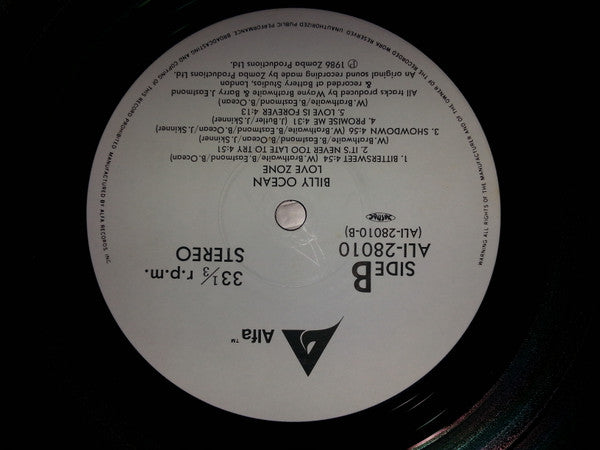 Alfa™
SIDE B
ALI-28010
(ALI-28010-B)
33 1/3 r.p.m.
STEREO
BILLY OCEAN
LOVE ZONE
1. BITTERSWEET 4:54 (W. Brathwaite/B. Eastmond/B. Ocean)
2. IT'S NEVER TOO LATE TO TRY 4:51
(W. Brathwaite/B. Eastmond/B. Ocean/J. Skinner)
3. SHOWDOWN 4:56 (W. Brathwaite/B. Eastmond/B. Ocean/J. Skinner)
4. PROMISE ME 4:31 (J. Butler/J. Skinner)
5. LOVE IS FOREVER 4:13
(W. Brathwaite/B. Eastmond/B. Ocean)
All tracks produced by Wayne Brathwaite & Barry J. Eastmond
& recorded at Battery Studios, London
An original sound recording made by Zomba Productions Ltd.
℗ 1986 Zomba Productions Ltd.
WARNING: ALL RIGHTS OF THE MANUFACTURER AND OF THE OWNER OF THE RECORDED WORK RESERVED. UNAUTHORIZED PUBLIC PERFORMANCE, BROADCASTING AND COPYING OF THIS RECORD PROHIBITED. MANUFACTURED BY ALFA RECORDS, INC.